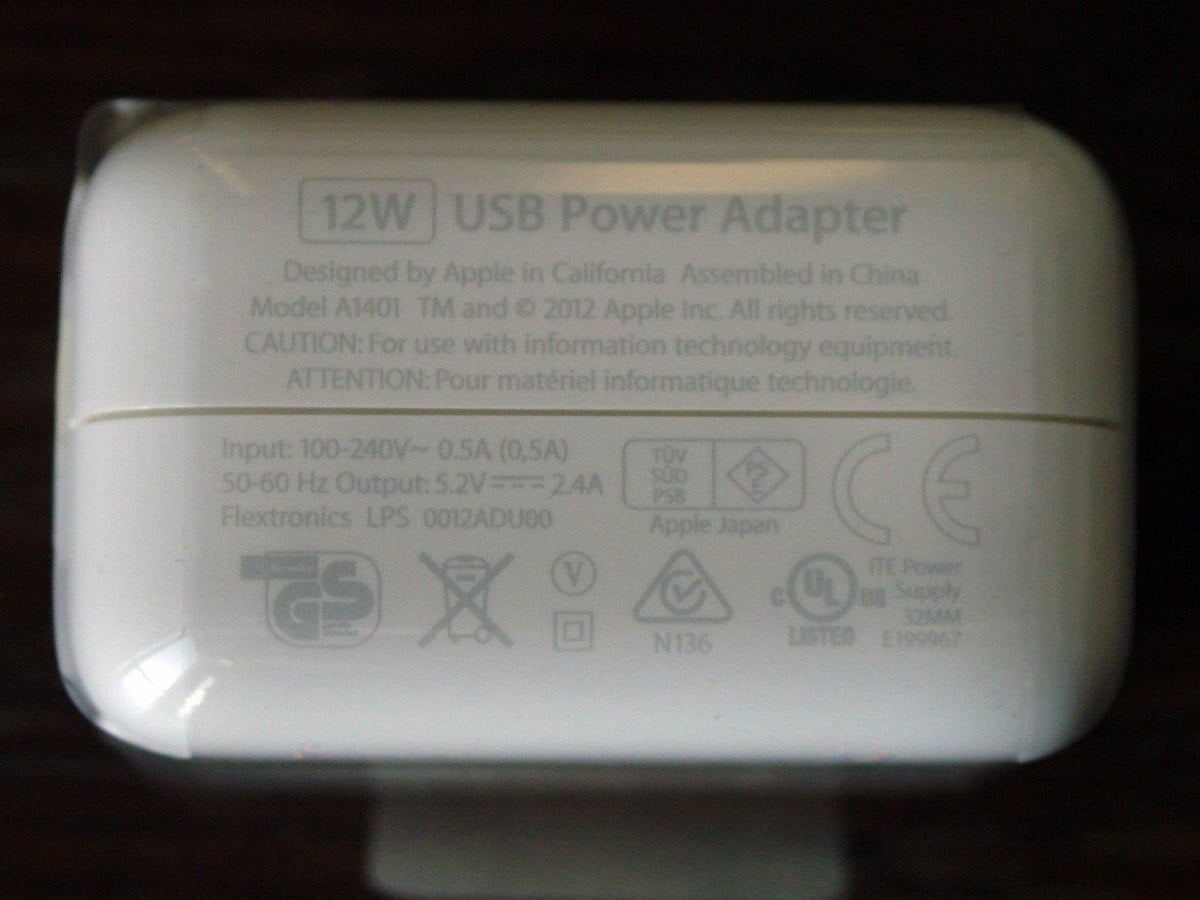 12W USB Power Adapter
Designed by Apple in California Assembled in China
Model A1401 TM and © 2012 Apple Inc. All rights reserved.
CAUTION: For use with information technology equipment.
ATTENTION: Pour matériel informatique technologie.
Input: 100-240V~ 0.5A (0,5A)
50-60 Hz Output: 5.2V⎓2.4A
Flextronics LPS 0012ADU00
TÜV
SÜD
PSB
PS
E
Apple Japan
CE
GS
V
N136
c UL us
LISTED
ITE Power
Supply
32MM
E199967